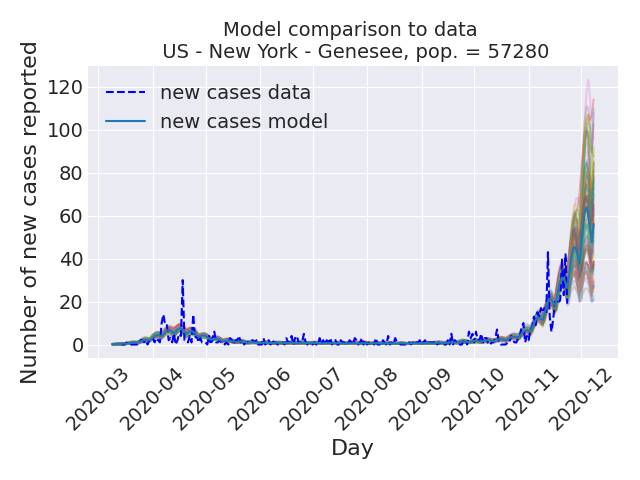 Model comparison to data
US - New York - Genesee, pop. = 57280
Number of new cases reported
120
100
80
60
40
20
0
new cases data
new cases model
2020-03
2020-04
2020-05
2020-06
2020-07
2020-08
2020-09
2020-10
2020-11
2020-12
Day